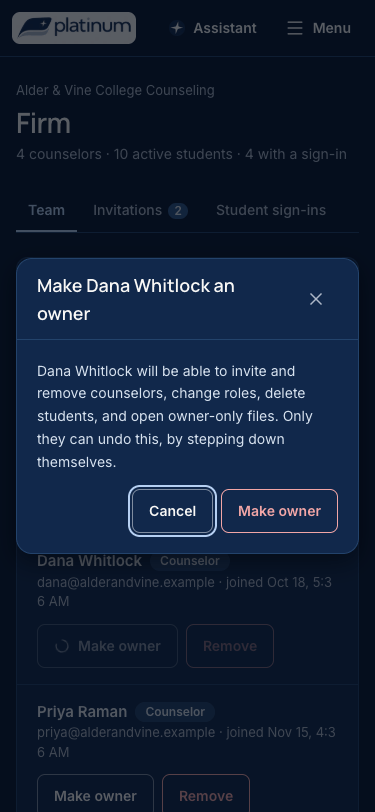 platinum
Assistant
Menu
Alder & Vine College Counseling
Firm
4 counselors · 10 active students · 4 with a sign-in
Team
Invitations 2
Student sign-ins
Make Dana Whitlock an
owner
Dana Whitlock will be able to invite and
remove counselors, change roles, delete
students, and open owner-only files. Only
they can undo this, by stepping down
themselves.
Cancel
Make owner
Dana Whitlock Counselor
dana@alderandvine.example · joined Oct 18, 5:3
6 AM
Make owner
Remove
Priya Raman Counselor
priya@alderandvine.example · joined Nov 15, 4:3
6 AM
Make owner
Remove